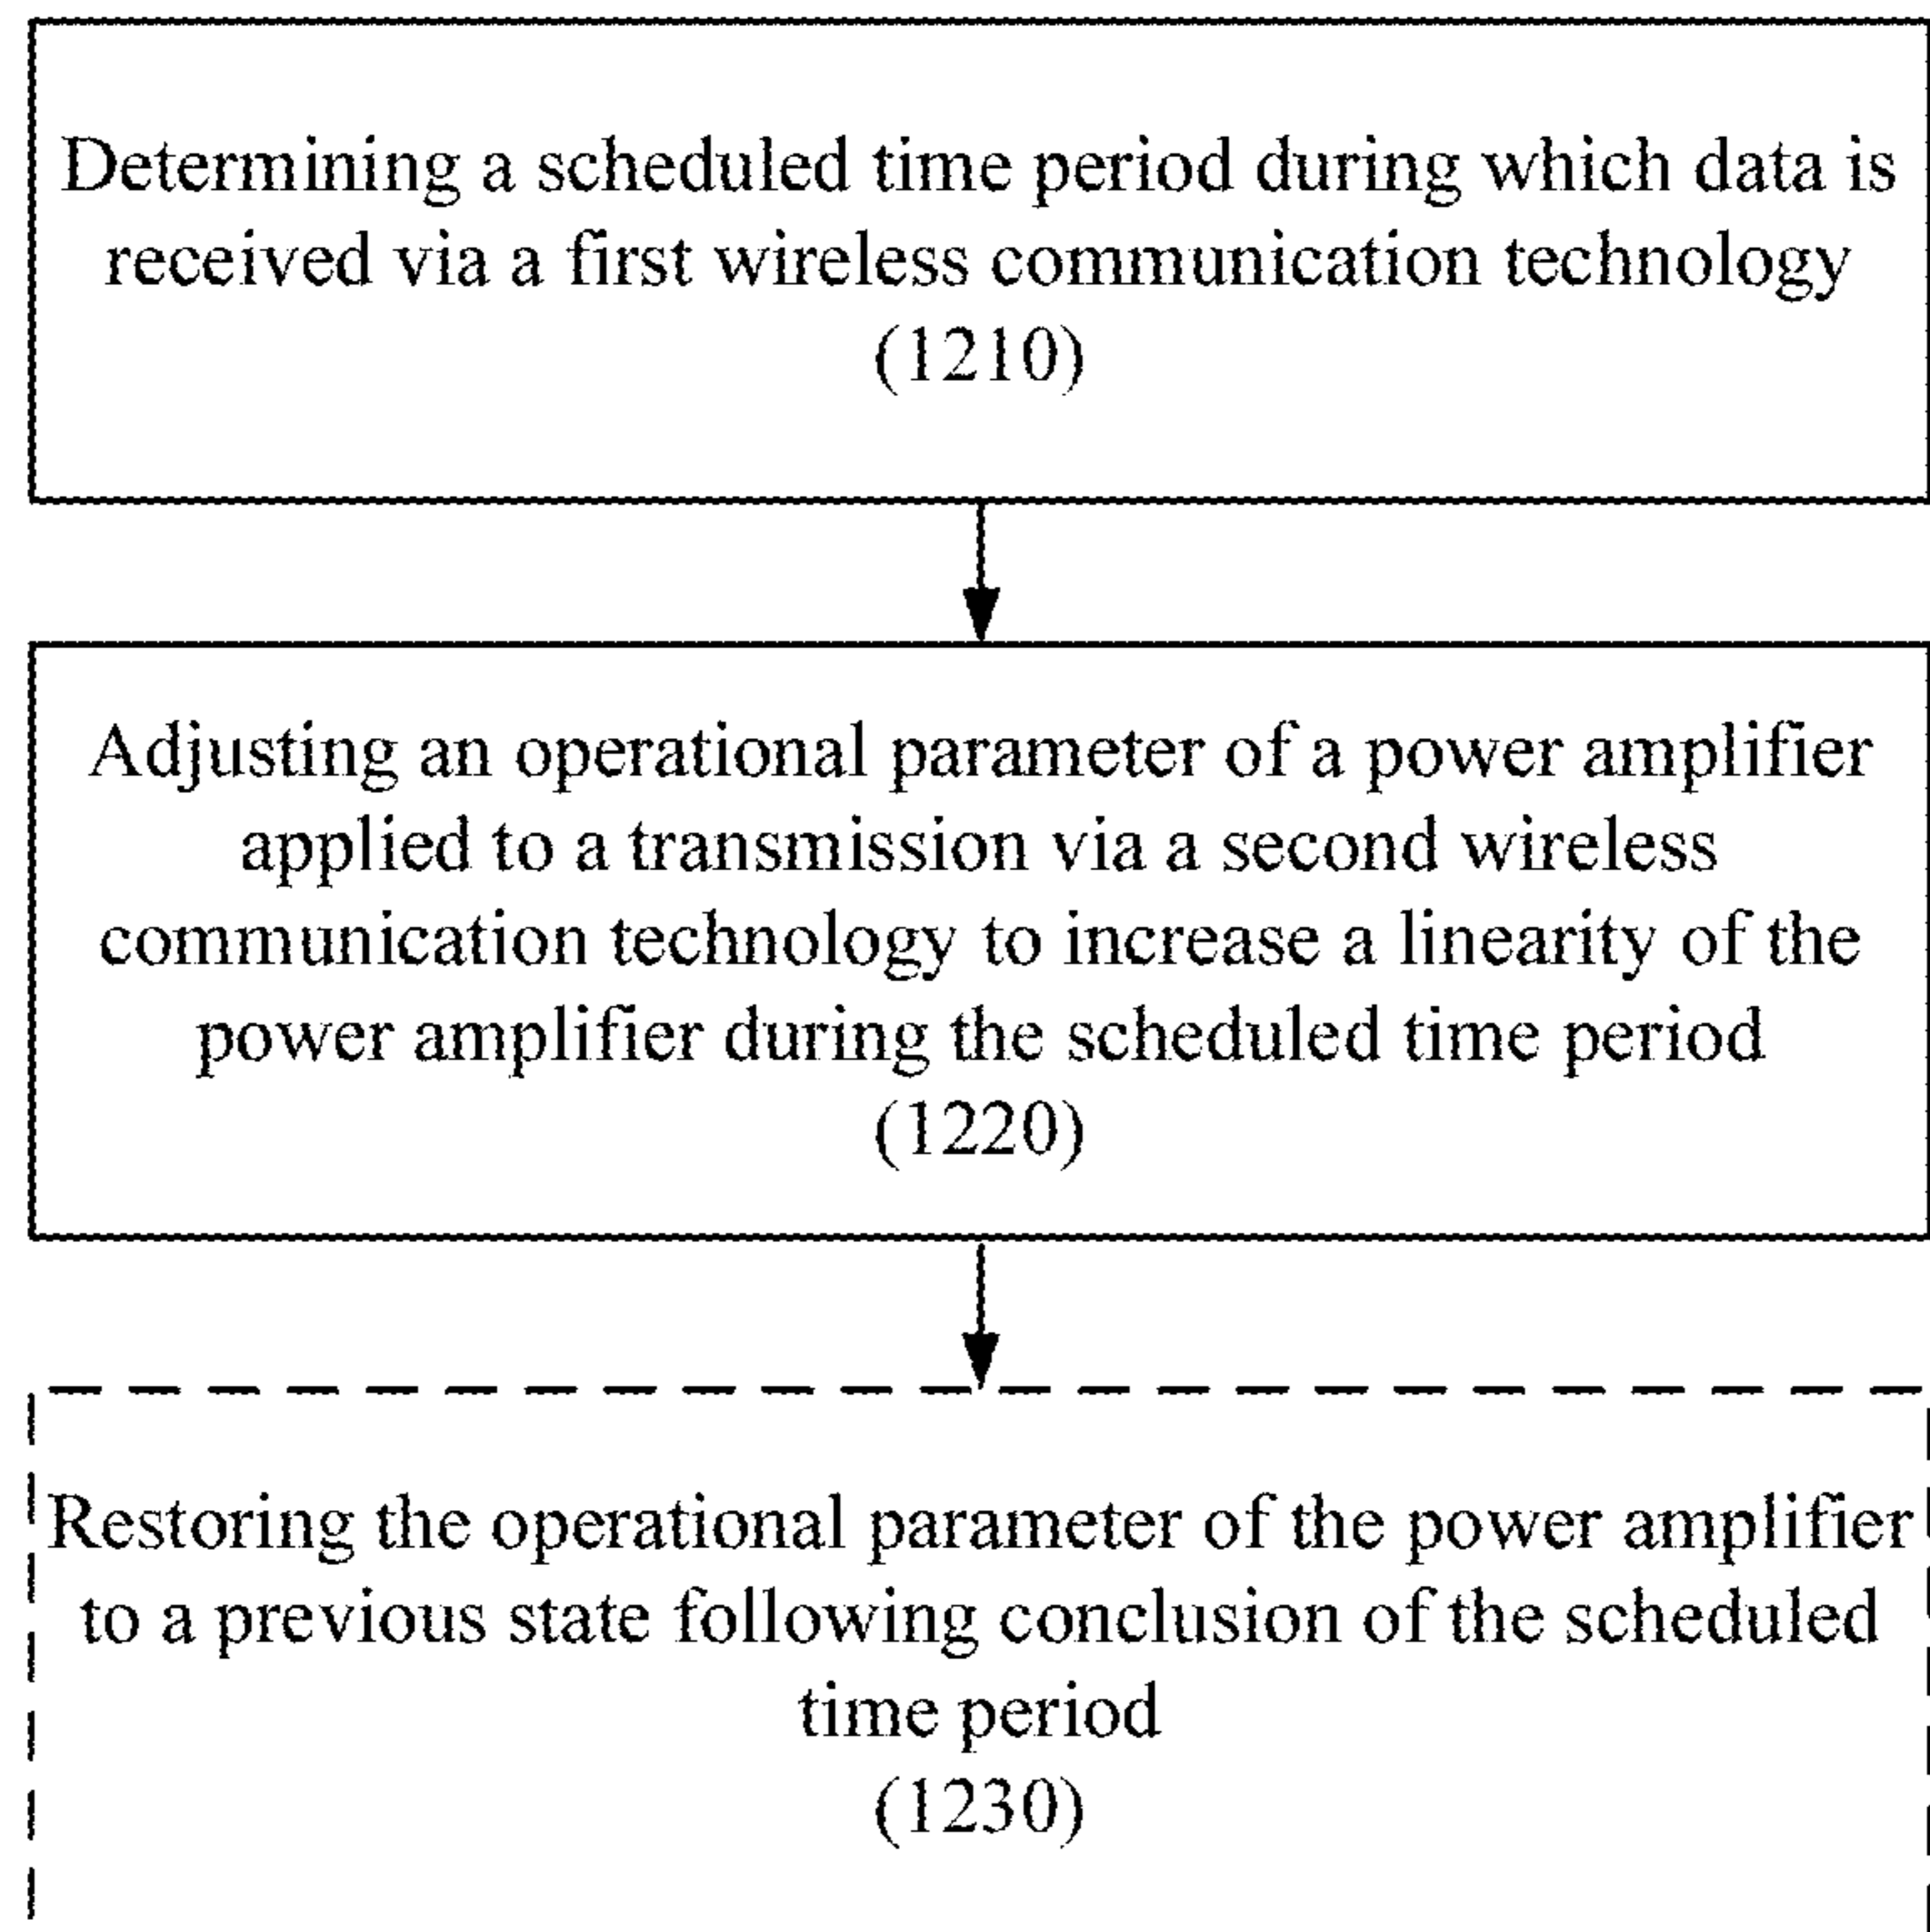 Determining a scheduled time period during which data is
received via a first wireless communication technology
(1210)
Adjusting an operational parameter of a power amplifier
applied to a transmission via a second wireless
communication technology to increase a linearity of the
power amplifier during the scheduled time period
(1220)
Restoring the operational parameter of the power amplifier
to a previous state following conclusion of the scheduled
time period
(1230)